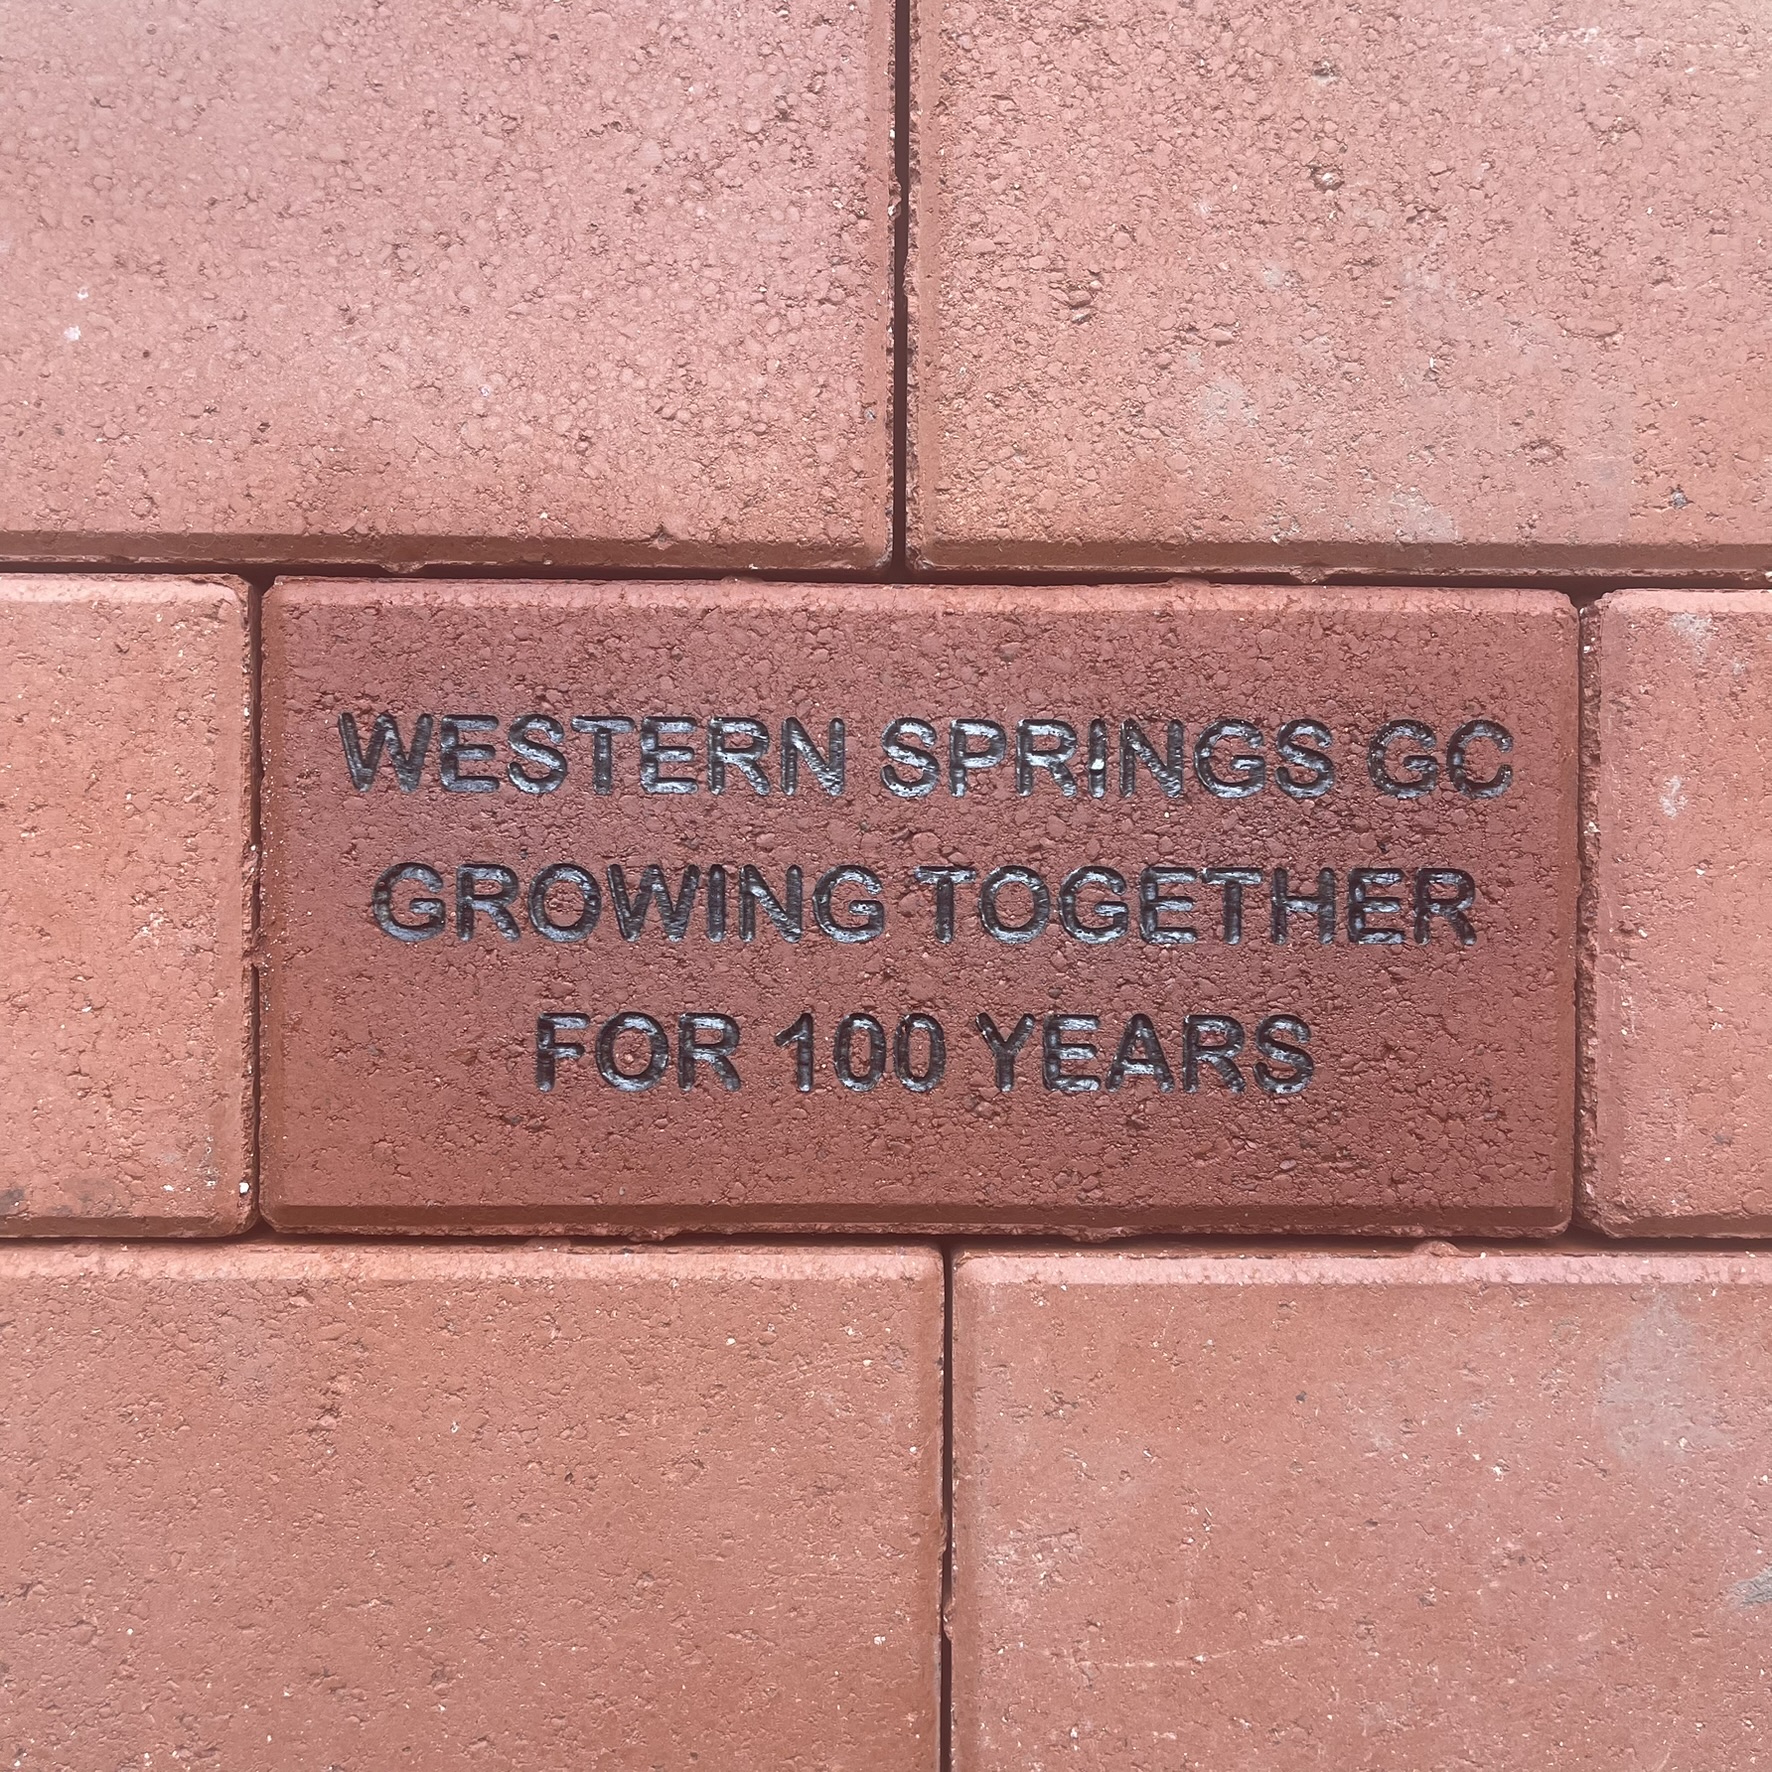 WESTERN SPRINGS GC
GROWING TOGETHER
FOR 100 YEARS